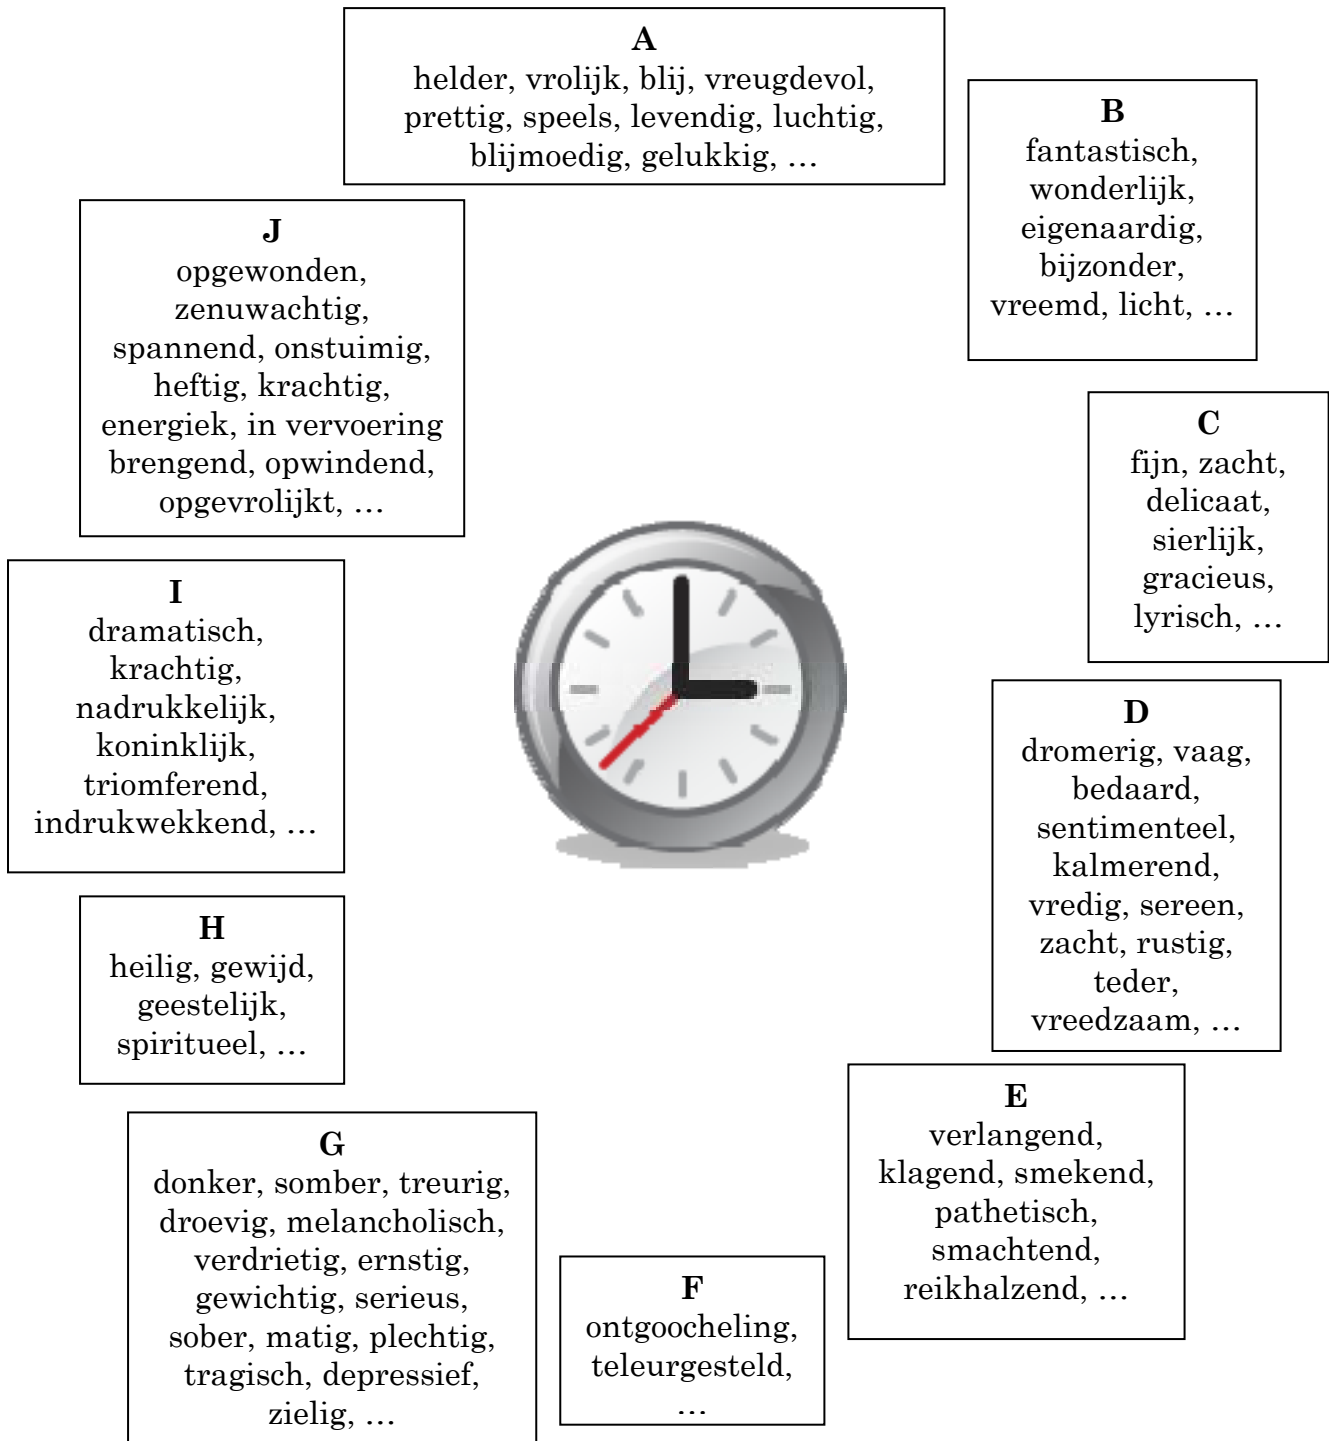 A
helder, vrolijk, blij, vreugdevol,
prettig, speels, levendig, luchtig,
blijmoedig, gelukkig, …
B
fantastisch,
wonderlijk,
eigenaardig,
bijzonder,
vreemd, licht, …
C
fijn, zacht,
delicaat,
sierlijk,
gracieus,
lyrisch, …
D
dromerig, vaag,
bedaard,
sentimenteel,
kalmerend,
vredig, sereen,
zacht, rustig,
teder,
vreedzaam, …
E
verlangend,
klagend, smekend,
pathetisch,
smachtend,
reikhalzend, …
F
ontgoocheling,
teleurgesteld,
…
G
donker, somber, treurig,
droevig, melancholisch,
verdrietig, ernstig,
gewichtig, serieus,
sober, matig, plechtig,
tragisch, depressief,
zielig, …
H
heilig, gewijd,
geestelijk,
spiritueel, …
I
dramatisch,
krachtig,
nadrukkelijk,
koninklijk,
triomferend,
indrukwekkend, …
J
opgewonden,
zenuwachtig,
spannend, onstuimig,
heftig, krachtig,
energiek, in vervoering
brengend, opwindend,
opgevrolijkt, …